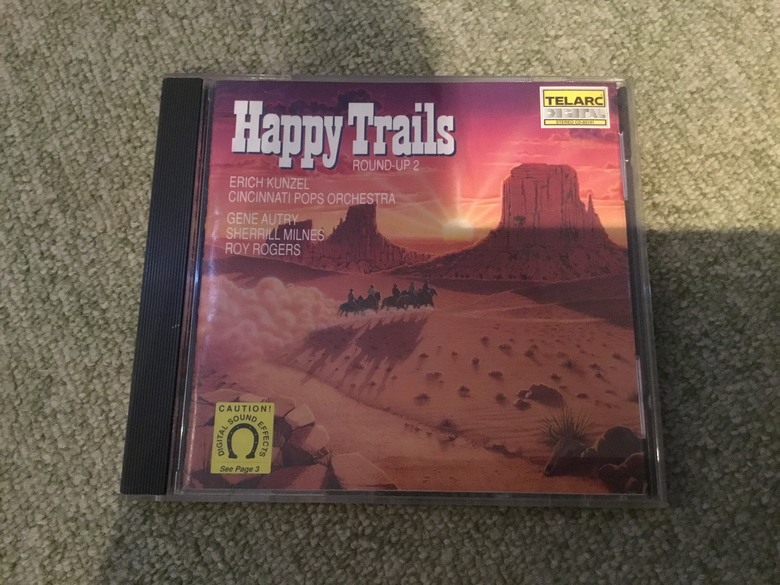 Happy Trails
ROUND-UP 2
ERICH KUNZEL
CINCINNATI POPS ORCHESTRA
GENE AUTRY
SHERRILL MILNES
ROY ROGERS
TELARC
DIGITAL
CAUTION!
DIGITAL SOUND EFFECTS
See Page 3